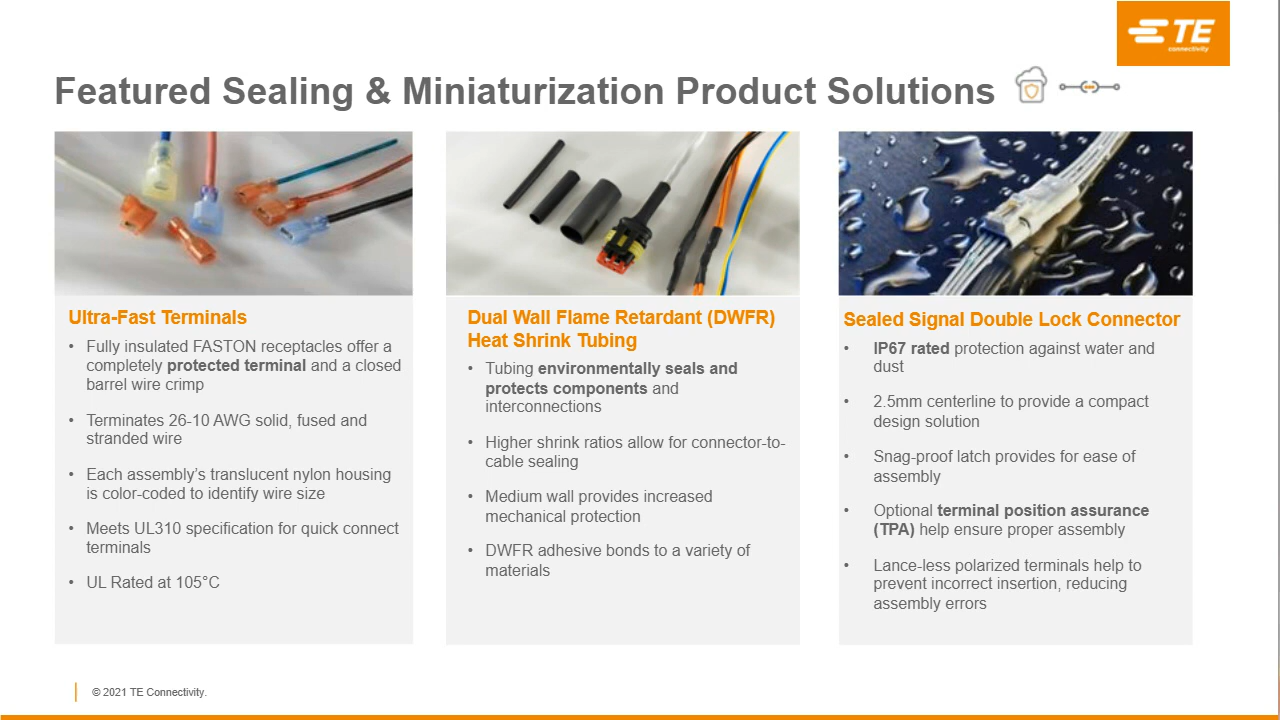 TE
connectivity
Featured Sealing & Miniaturization Product Solutions
Ultra-Fast Terminals
• Fully insulated FASTON receptacles offer a
completely protected terminal and a closed
barrel wire crimp
• Terminates 26-10 AWG solid, fused and
stranded wire
• Each assembly’s translucent nylon housing
is color-coded to identify wire size
• Meets UL310 specification for quick connect
terminals
• UL Rated at 105°C
Dual Wall Flame Retardant (DWFR)
Heat Shrink Tubing
• Tubing environmentally seals and
protects components and
interconnections
• Higher shrink ratios allow for connector-to-
cable sealing
• Medium wall provides increased
mechanical protection
• DWFR adhesive bonds to a variety of
materials
Sealed Signal Double Lock Connector
• IP67 rated protection against water and
dust
• 2.5mm centerline to provide a compact
design solution
• Snag-proof latch provides for ease of
assembly
• Optional terminal position assurance
(TPA) help ensure proper assembly
• Lance-less polarized terminals help to
prevent incorrect insertion, reducing
assembly errors
© 2021 TE Connectivity.